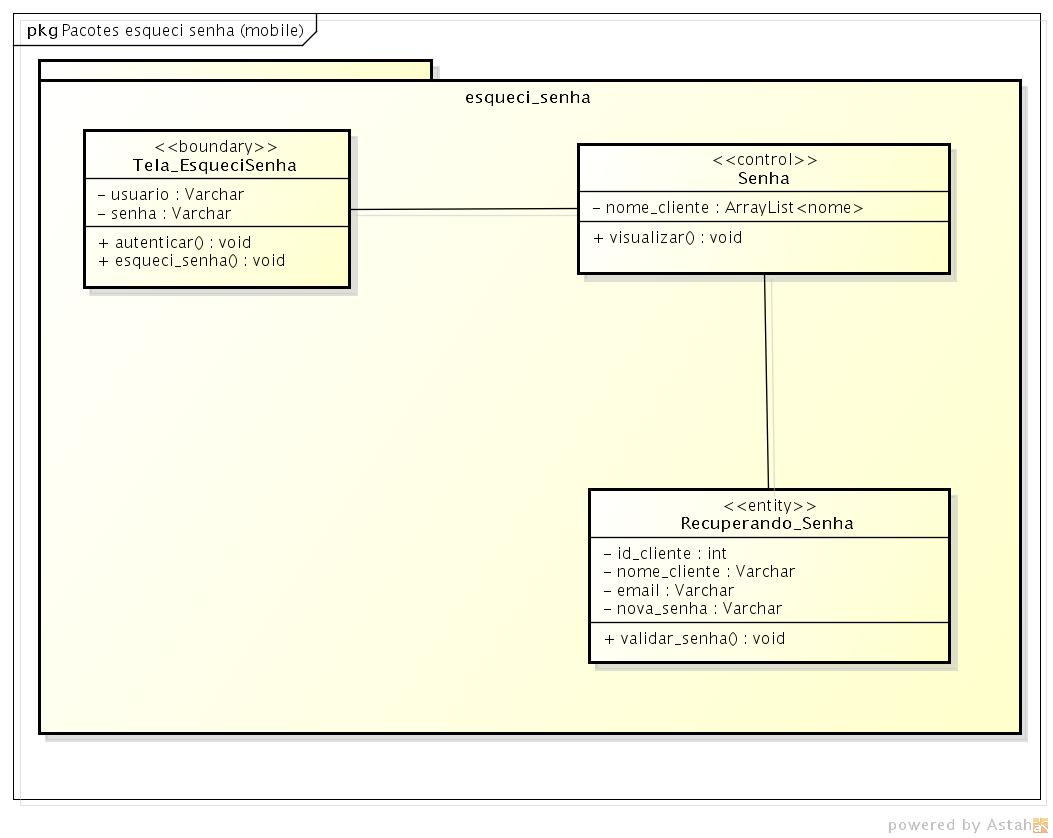 pkg Pacotes esqueci senha (mobile)
esqueci_senha
<<boundary>>
Tela_EsqueciSenha
- usuario : Varchar
- senha : Varchar
+ autenticar() : void
+ esqueci_senha() : void
<<control>>
Senha
- nome_cliente : ArrayList<nome>
+ visualizar() : void
<<entity>>
Recuperando_Senha
- id_cliente : int
- nome_cliente : Varchar
- email : Varchar
- nova_senha : Varchar
+ validar_senha() : void
powered by Astah